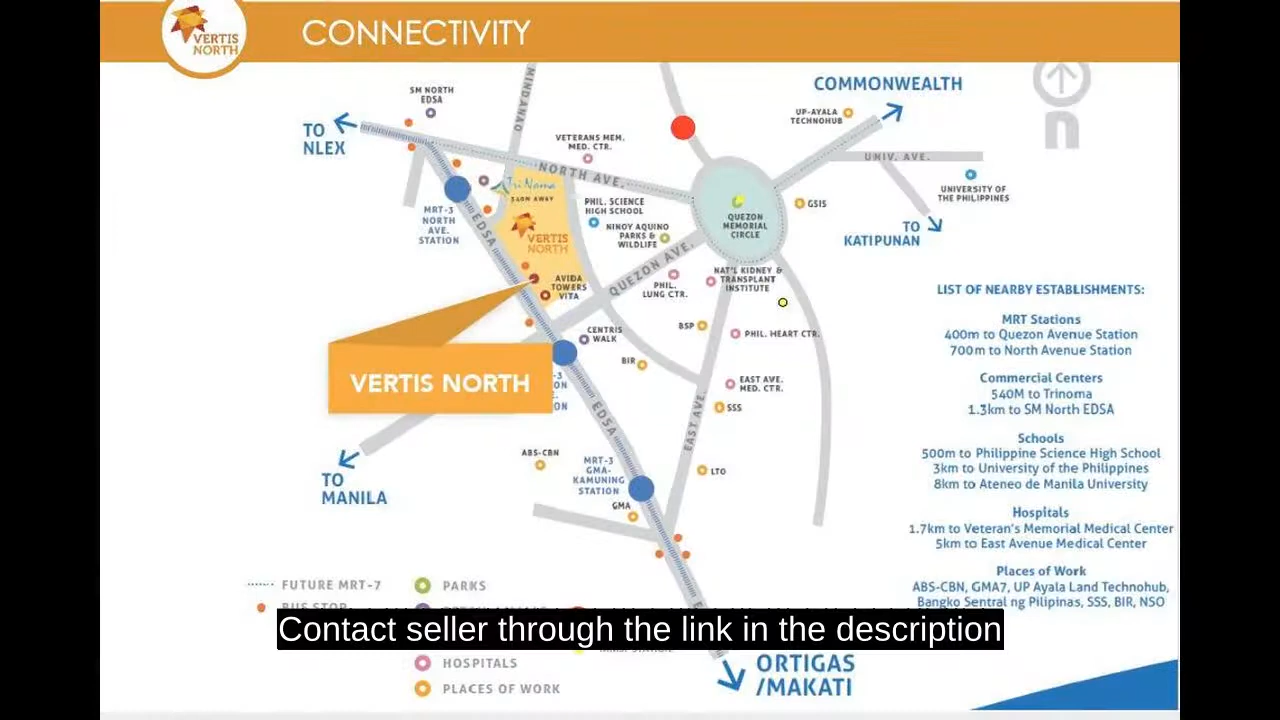 VERTIS
NORTH
CONNECTIVITY
SM NORTH
EDSA
TO
NLEX
MINDANAO
VETERANS MEM.
MED. CTR.
NORTH AVE.
COMMONWEALTH
UP-AYALA
TECHNOHUB
UNIV. AVE.
UNIVERSITY OF
THE PHILIPPINES
TO
KATIPUNAN
GSIS
QUEZON
MEMORIAL
CIRCLE
TriNoma
540M AWAY
MRT-3
NORTH
AVE.
STATION
EDSA
VERTIS
NORTH
PHIL. SCIENCE
HIGH SCHOOL
NINOY AQUINO
PARKS &
WILDLIFE
QUEZON AVE.
AVIDA
TOWERS
VITA
PHIL.
LUNG CTR.
NAT'L KIDNEY &
TRANSPLANT
INSTITUTE
CENTRIS
WALK
BSP
PHIL. HEART CTR.
BIR
VERTIS NORTH
EAST AVE.
MED. CTR.
SSS
EAST AVE.
EDSA
TO
MANILA
ABS-CBN
MRT-3
GMA-
KAMUNING
STATION
LTO
GMA
LIST OF NEARBY ESTABLISHMENTS:
MRT Stations
400m to Quezon Avenue Station
700m to North Avenue Station
Commercial Centers
540M to Trinoma
1.3km to SM North EDSA
Schools
500m to Philippine Science High School
3km to University of the Philippines
8km to Ateneo de Manila University
Hospitals
1.7km to Veteran's Memorial Medical Center
5km to East Avenue Medical Center
Places of Work
ABS-CBN, GMA7, UP Ayala Land Technohub,
Bangko Sentral ng Pilipinas, SSS, BIR, NSO
FUTURE MRT-7
BUS STOP
PARKS
HOSPITALS
PLACES OF WORK
Contact seller through the link in the description
ORTIGAS
/MAKATI
n